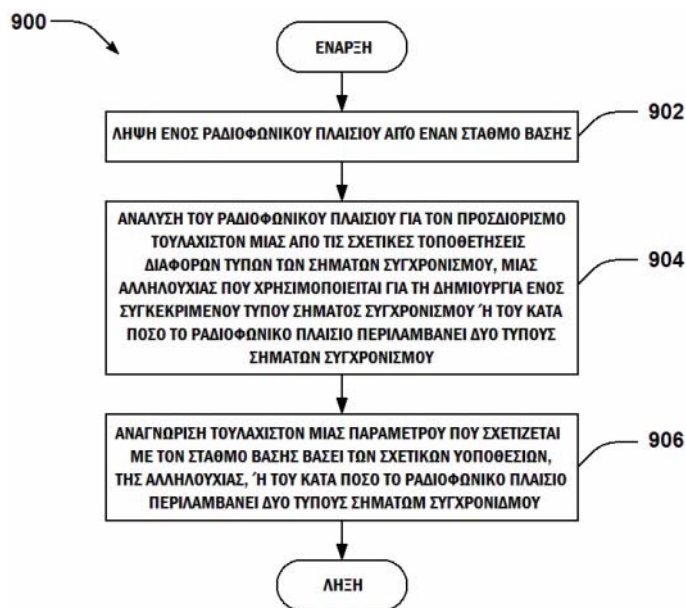 900
ΕΝΑΡΞΗ
ΛΗΨΗ ΕΝΟΣ ΡΑΔΙΟΦΩΝΙΚΟΥ ΠΛΑΙΣΙΟΥ ΑΠΌ ΕΝΑΝ ΣΤΑΘΜΟ ΒΑΣΗΣ
902
ΑΝΑΛΥΣΗ ΤΟΥ ΡΑΔΙΟΦΩΝΙΚΟΥ ΠΛΑΙΣΙΟΥ ΓΙΑ ΤΟΝ ΠΡΟΣΔΙΟΡΙΣΜΟ
ΤΟΥΛΑΧΙΣΤΟΝ ΜΙΑΣ ΑΠΟ ΤΙΣ ΣΧΕΤΙΚΕΣ ΤΟΠΟΘΕΤΗΣΕΙΣ
ΔΙΑΦΟΡΩΝ ΤΥΠΩΝ ΤΩΝ ΣΗΜΑΤΩΝ ΣΥΓΧΡΟΝΙΣΜΟΥ, ΜΙΑΣ
ΑΛΛΗΛΟΥΧΙΑΣ ΠΟΥ ΧΡΗΣΙΜΟΠΟΙΕΙΤΑΙ ΓΙΑ ΤΗ ΔΗΜΙΟΥΡΓΙΑ ΕΝΟΣ
ΣΥΓΚΕΚΡΙΜΕΝΟΥ ΤΥΠΟΥ ΣΗΜΑΤΟΣ ΣΥΓΧΡΟΝΙΣΜΟΥ Ή ΤΟΥ ΚΑΤΑ
ΠΟΣΟ ΤΟ ΡΑΔΙΟΦΩΝΙΚΟ ΠΛΑΙΣΙΟ ΠΕΡΙΛΑΜΒΑΝΕΙ ΔΥΟ ΤΥΠΟΥΣ
ΣΗΜΑΤΩΝ ΣΥΓΧΡΟΝΙΣΜΟΥ
904
ΑΝΑΓΝΩΡΙΣΗ ΤΟΥΛΑΧΙΣΤΟΝ ΜΙΑΣ ΠΑΡΑΜΕΤΡΟΥ ΠΟΥ ΣΧΕΤΙΖΕΤΑΙ
ΜΕ ΤΟΝ ΣΤΑΘΜΟ ΒΑΣΗΣ ΒΑΣΕΙ ΤΩΝ ΣΧΕΤΙΚΩΝ ΥΟΠΟΘΕΣΙΩΝ,
ΤΗΣ ΑΛΛΗΛΟΥΧΙΑΣ, Ή ΤΟΥ ΚΑΤΑ ΠΟΣΟ ΤΟ ΡΑΔΙΟΦΩΝΙΚΟ ΠΛΑΙΣΙΟ
ΠΕΡΙΛΑΜΒΑΝΕΙ ΔΥΟ ΤΥΠΟΥΣ ΣΗΜΑΤΩΜ ΣΥΓΧΡΟΝΙΔΜΟΥ
906
ΛΗΞΗ